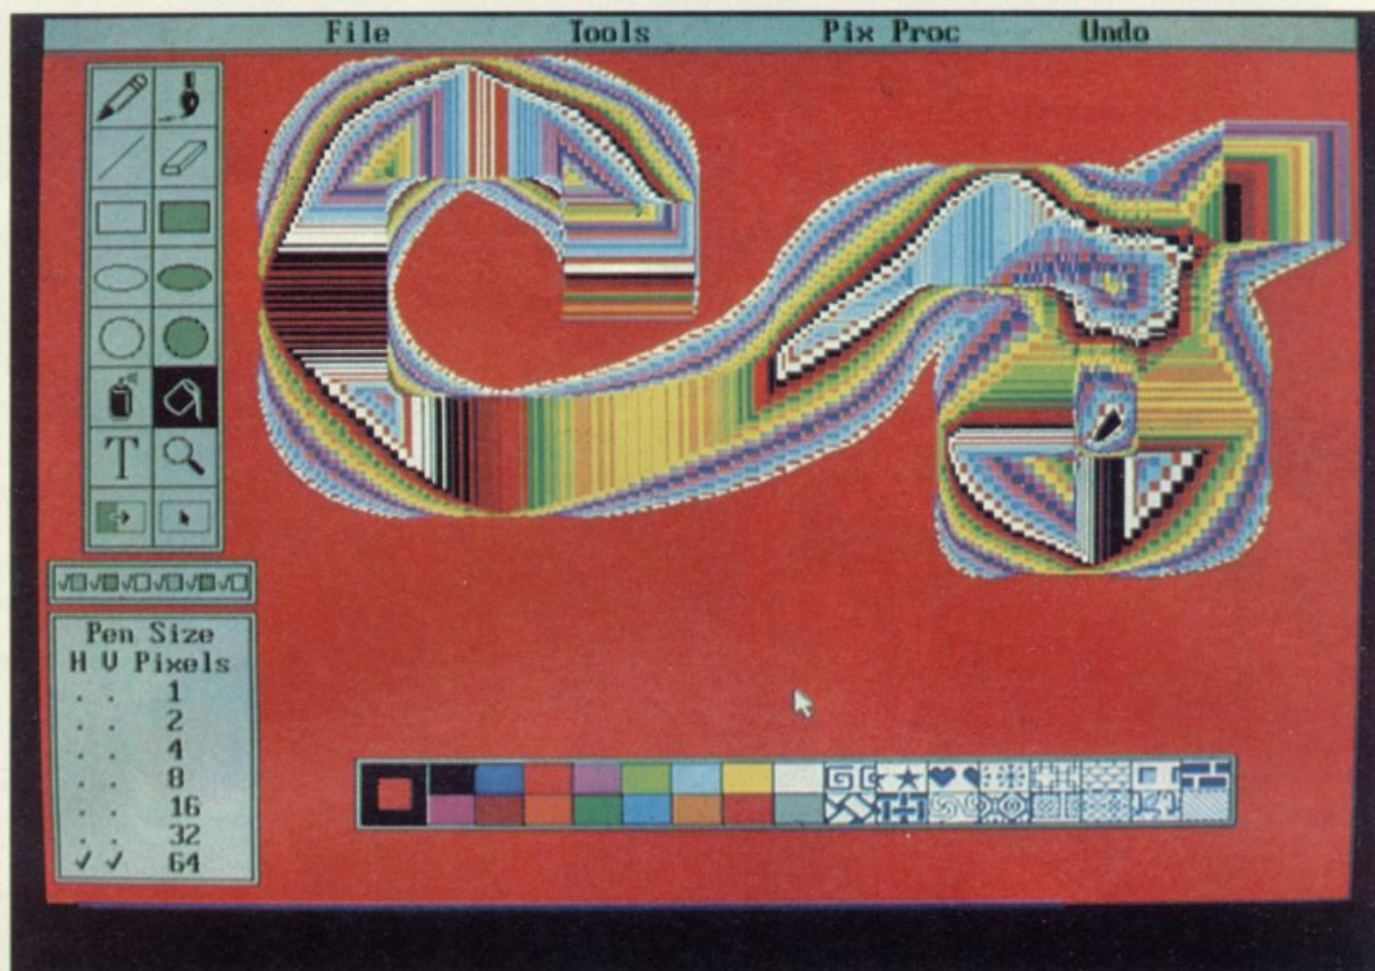 File Tools Pix Proc Undo
T
Pen Size
H V Pixels
. . 1
. . 2
. . 4
. . 8
. . 16
. . 32
√ √ 64